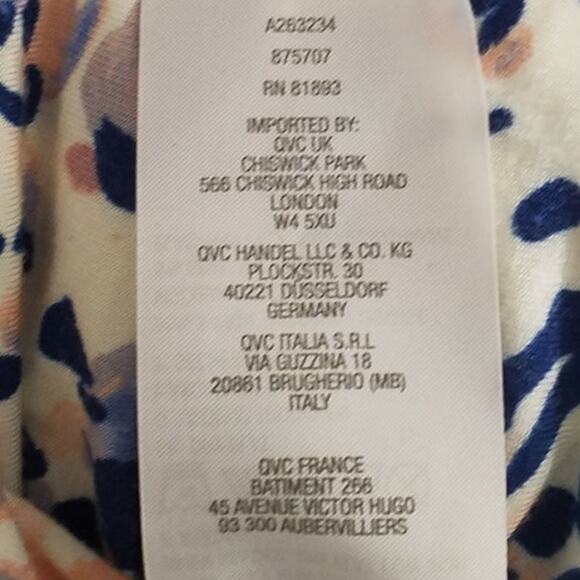 A263234
875707
RN 81893
IMPORTED BY:
QVC UK
CHISWICK PARK
566 CHISWICK HIGH ROAD
LONDON
W4 5XU
QVC HANDEL LLC & CO. KG
PLOCKSTR. 30
40221 DÜSSELDORF
GERMANY
QVC ITALIA S.R.L
VIA GUZZINA 18
20861 BRUGHERIO (MB)
ITALY
QVC FRANCE
BATIMENT 266
45 AVENUE VICTOR HUGO
93 300 AUBERVILLIERS